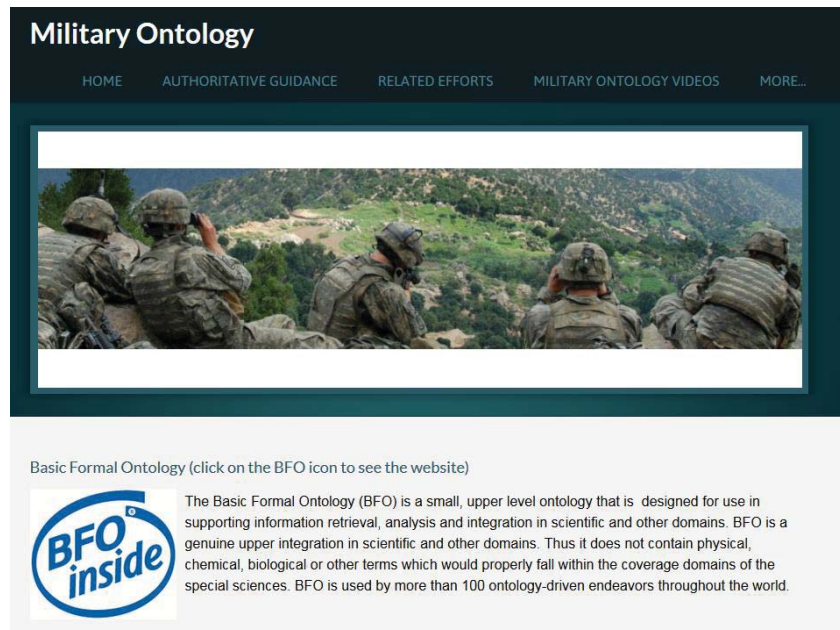 Military Ontology
HOME AUTHORITATIVE GUIDANCE RELATED EFFORTS MILITARY ONTOLOGY VIDEOS MORE...
Basic Formal Ontology (click on the BFO icon to see the website)
BFO®
inside
The Basic Formal Ontology (BFO) is a small, upper level ontology that is designed for use in
supporting information retrieval, analysis and integration in scientific and other domains. BFO is a
genuine upper integration in scientific and other domains. Thus it does not contain physical,
chemical, biological or other terms which would properly fall within the coverage domains of the
special sciences. BFO is used by more than 100 ontology-driven endeavors throughout the world.